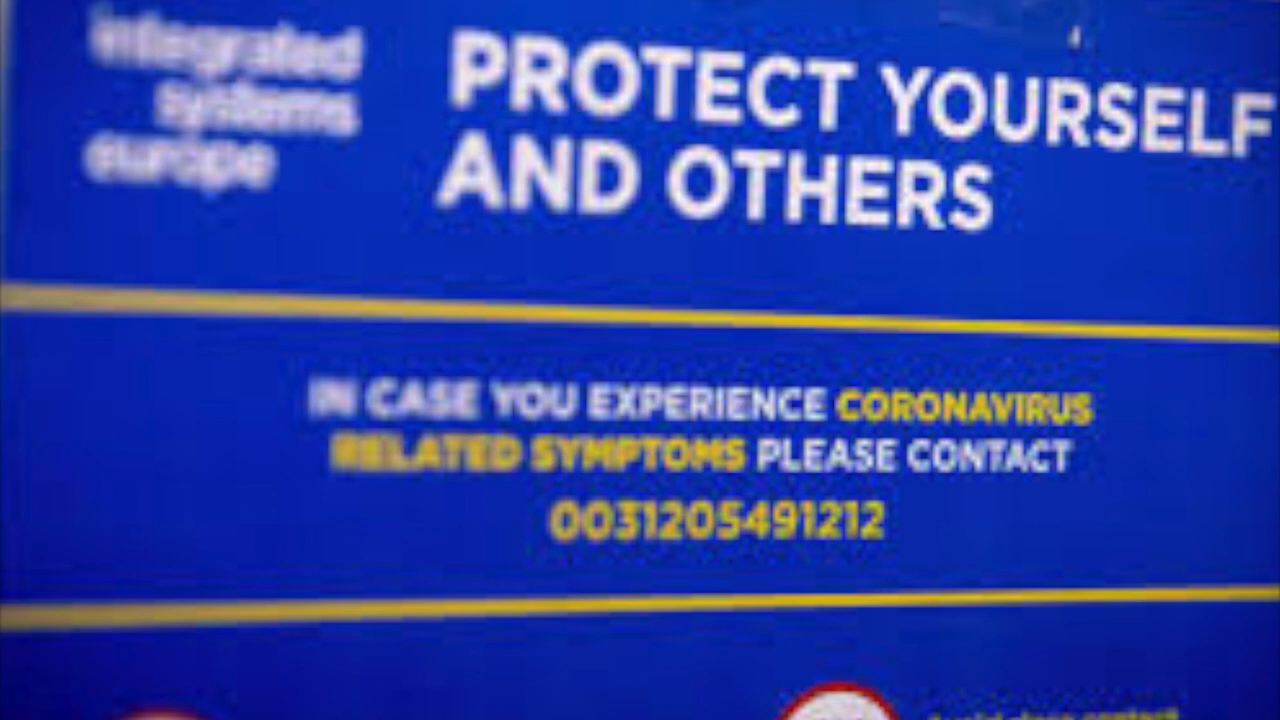 integrated
systems
europe
PROTECT YOURSELF
AND OTHERS
IN CASE YOU EXPERIENCE CORONAVIRUS
RELATED SYMPTOMS PLEASE CONTACT
0031205491212